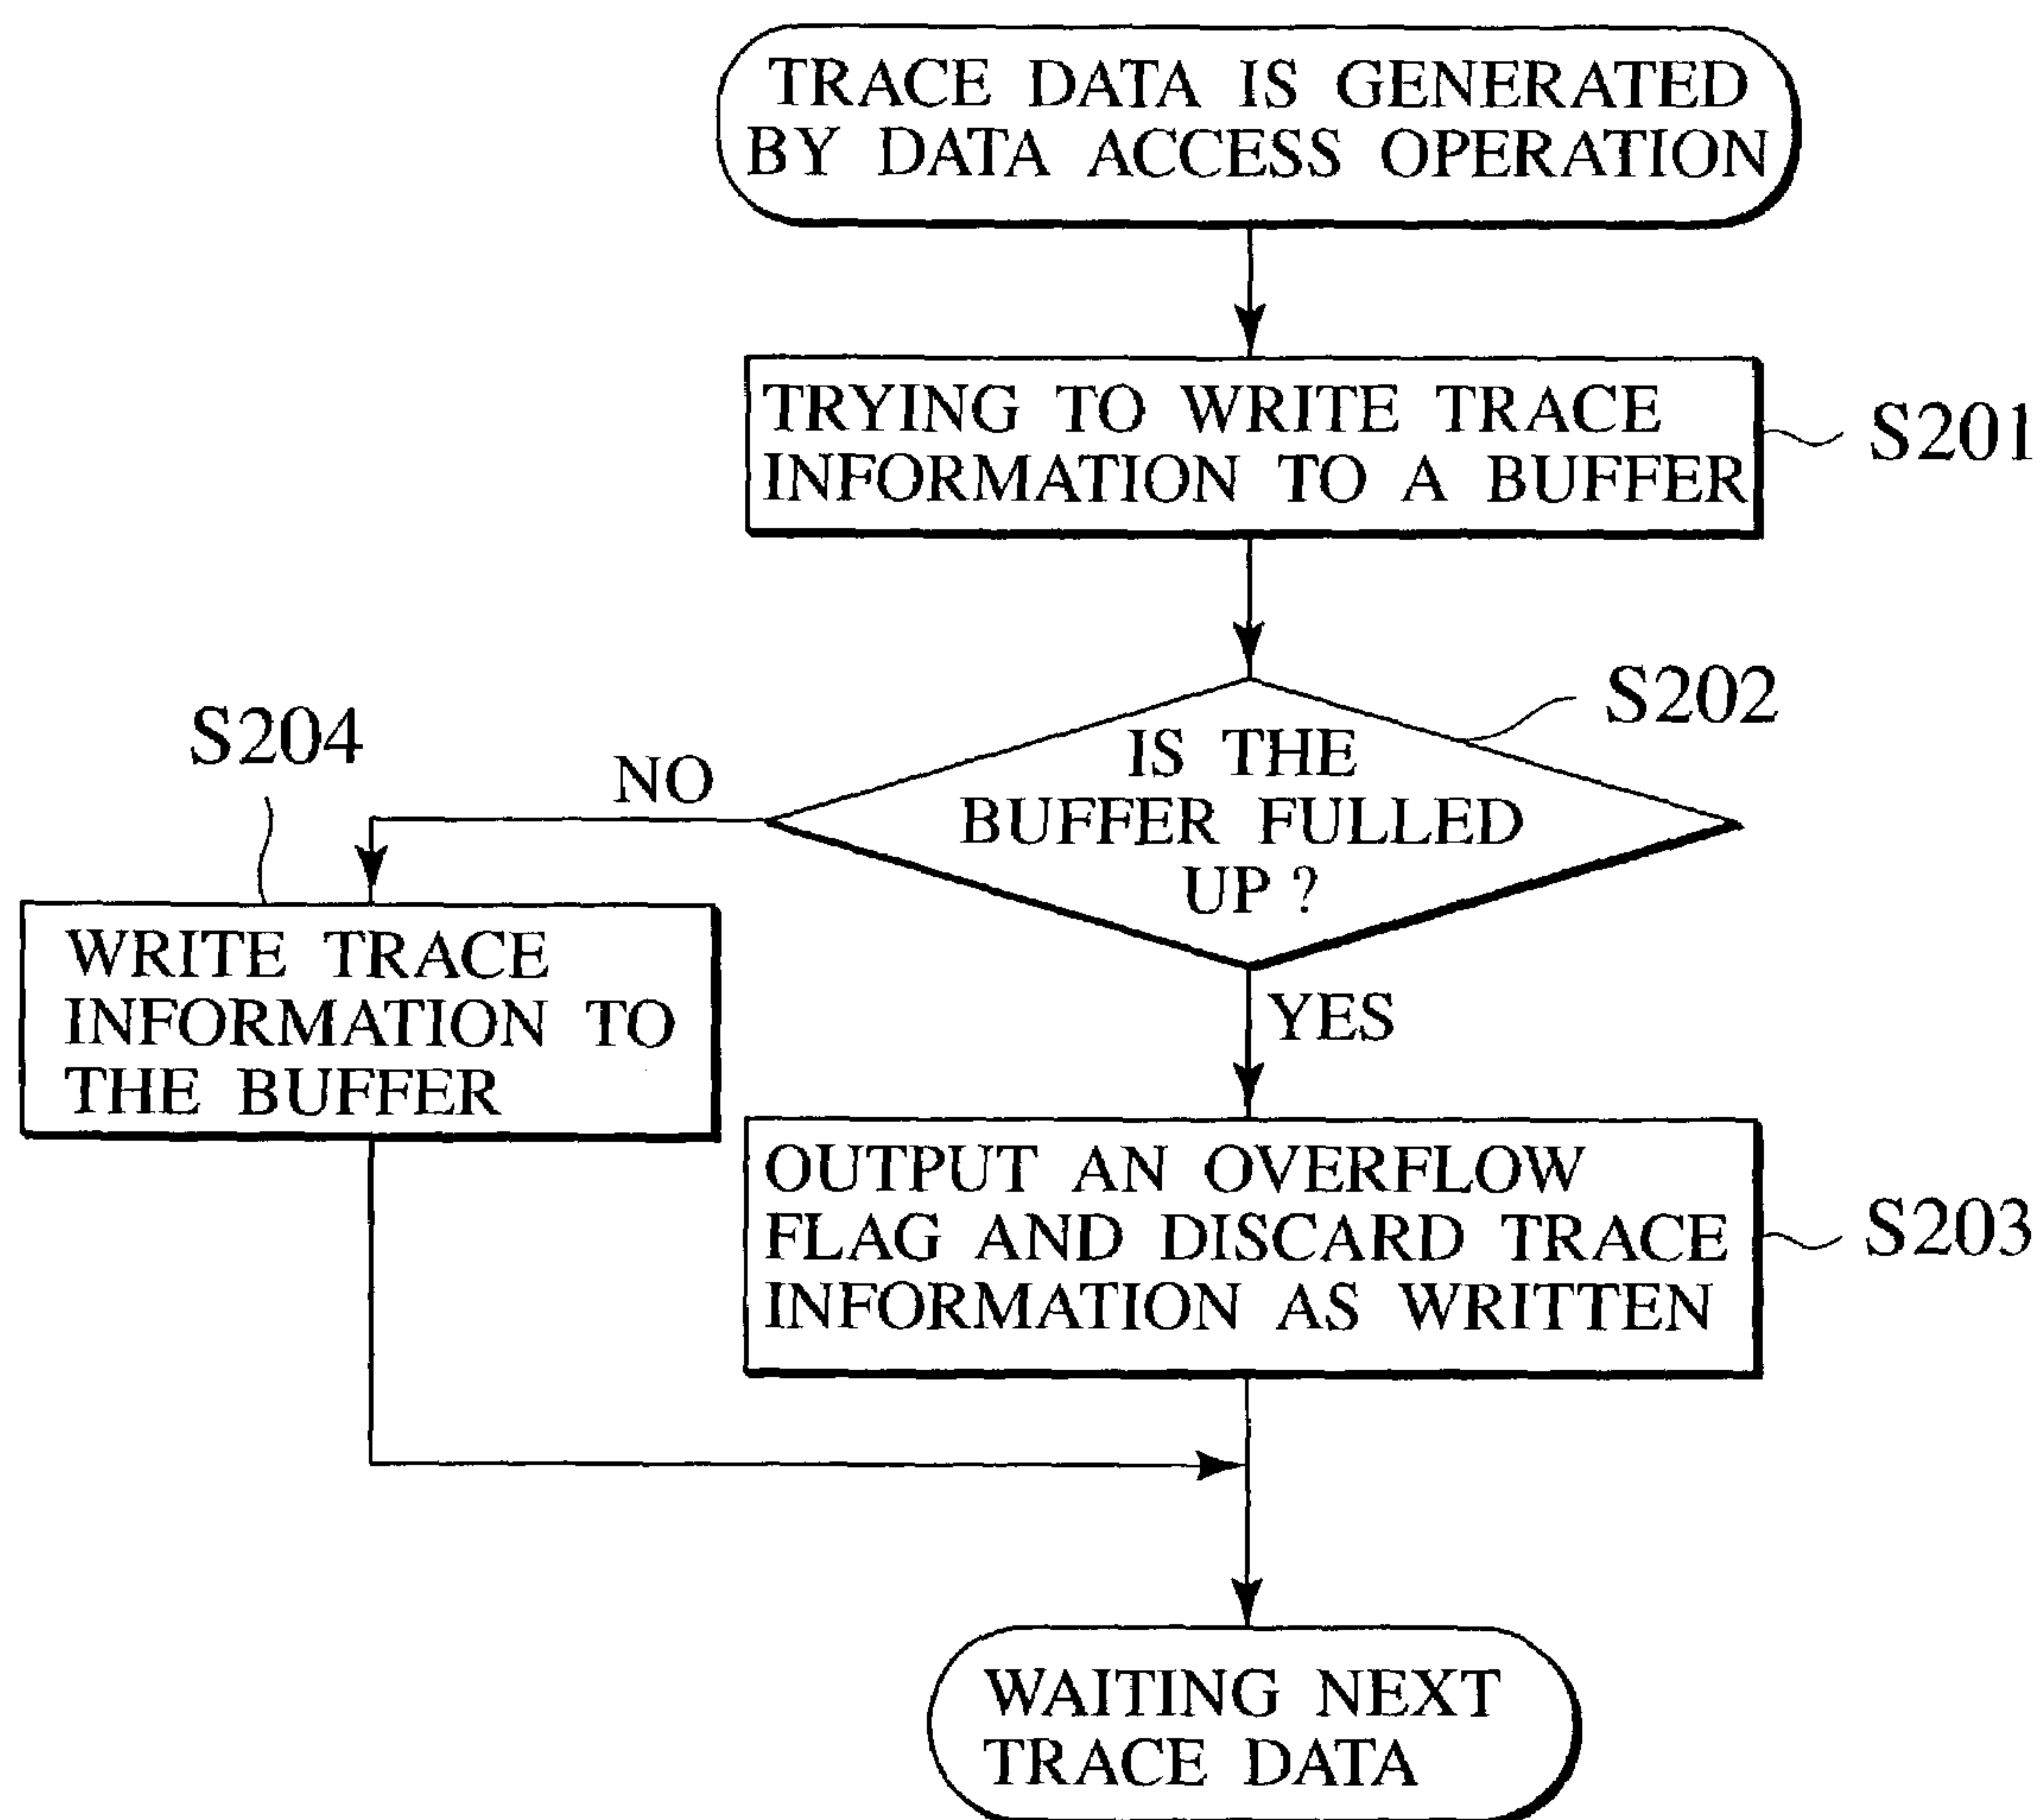 TRACE DATA IS GENERATED
BY DATA ACCESS OPERATION
TRYING TO WRITE TRACE
INFORMATION TO A BUFFER
S201
S202
IS THE
BUFFER FULLED
UP ?
NO
S204
WRITE TRACE
INFORMATION TO
THE BUFFER
YES
OUTPUT AN OVERFLOW
FLAG AND DISCARD TRACE
INFORMATION AS WRITTEN
S203
WAITING NEXT
TRACE DATA